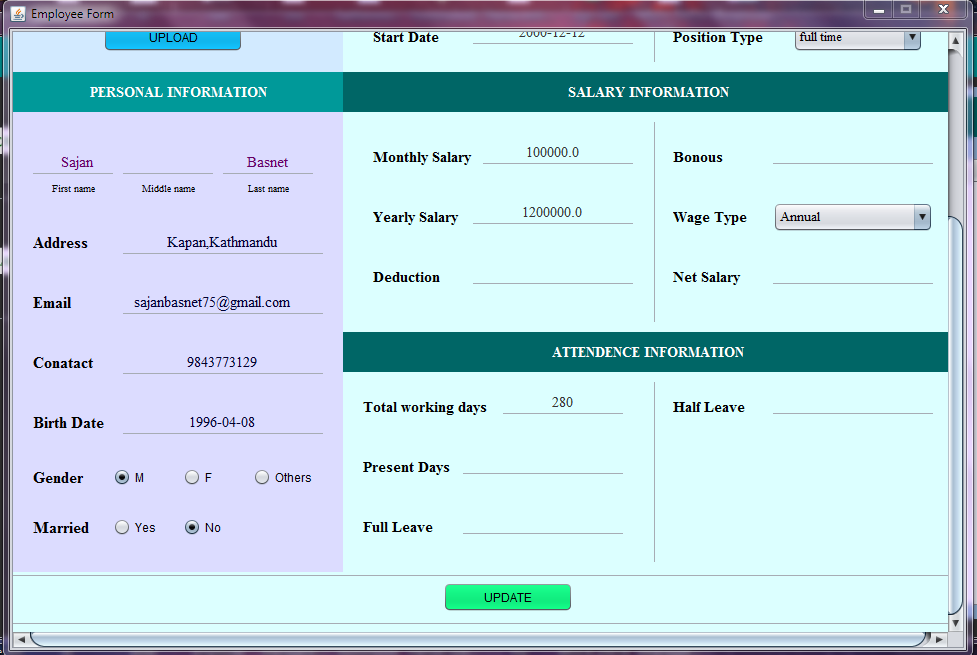 Employee Form
UPLOAD
Start Date 2000-12-12 Position Type full time
PERSONAL INFORMATION
SALARY INFORMATION
Sajan Basnet
First name Middle name Last name
Address Kapan,Kathmandu
Email sajanbasnet75@gmail.com
Conatact 9843773129
Birth Date 1996-04-08
Gender M F Others
Married Yes No
Monthly Salary 100000.0 Bonous
Yearly Salary 1200000.0 Wage Type Annual
Deduction Net Salary
ATTENDENCE INFORMATION
Total working days 280 Half Leave
Present Days
Full Leave
UPDATE